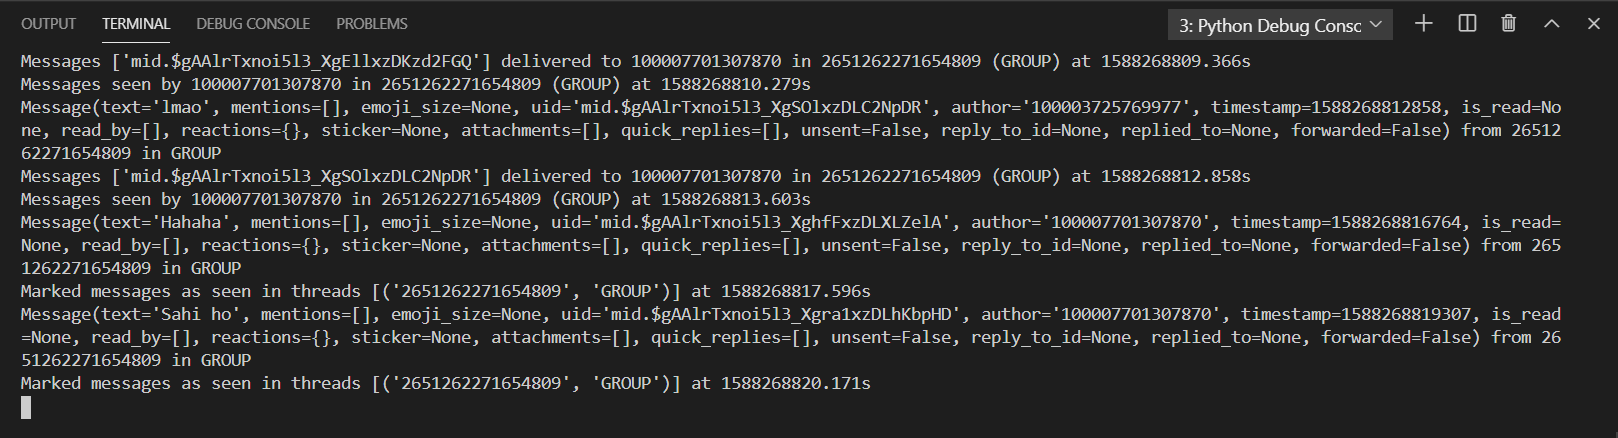 OUTPUT TERMINAL DEBUG CONSOLE PROBLEMS 3: Python Debug Consc
Messages ['mid.$gAAlrTxnoi5l3_XgEllxzDKzd2FGQ'] delivered to 100007701307870 in 2651262271654809 (GROUP) at 1588268809.366s
Messages seen by 100007701307870 in 2651262271654809 (GROUP) at 1588268810.279s
Message(text='lmao', mentions=[], emoji_size=None, uid='mid.$gAAlrTxnoi5l3_XgSOlxzDLC2NpDR', author='100003725769977', timestamp=1588268812858, is_read=No
ne, read_by=[], reactions={}, sticker=None, attachments=[], quick_replies=[], unsent=False, reply_to_id=None, replied_to=None, forwarded=False) from 26512
62271654809 in GROUP
Messages ['mid.$gAAlrTxnoi5l3_XgSOlxzDLC2NpDR'] delivered to 100007701307870 in 2651262271654809 (GROUP) at 1588268812.858s
Messages seen by 100007701307870 in 2651262271654809 (GROUP) at 1588268813.603s
Message(text='Hahaha', mentions=[], emoji_size=None, uid='mid.$gAAlrTxnoi5l3_XghfFxzDLXLZelA', author='100007701307870', timestamp=1588268816764, is_read=
None, read_by=[], reactions={}, sticker=None, attachments=[], quick_replies=[], unsent=False, reply_to_id=None, replied_to=None, forwarded=False) from 265
1262271654809 in GROUP
Marked messages as seen in threads [('2651262271654809', 'GROUP')] at 1588268817.596s
Message(text='Sahi ho', mentions=[], emoji_size=None, uid='mid.$gAAlrTxnoi5l3_Xgra1xzDLhKbpHD', author='100007701307870', timestamp=1588268819307, is_read
=None, read_by=[], reactions={}, sticker=None, attachments=[], quick_replies=[], unsent=False, reply_to_id=None, replied_to=None, forwarded=False) from 26
51262271654809 in GROUP
Marked messages as seen in threads [('2651262271654809', 'GROUP')] at 1588268820.171s